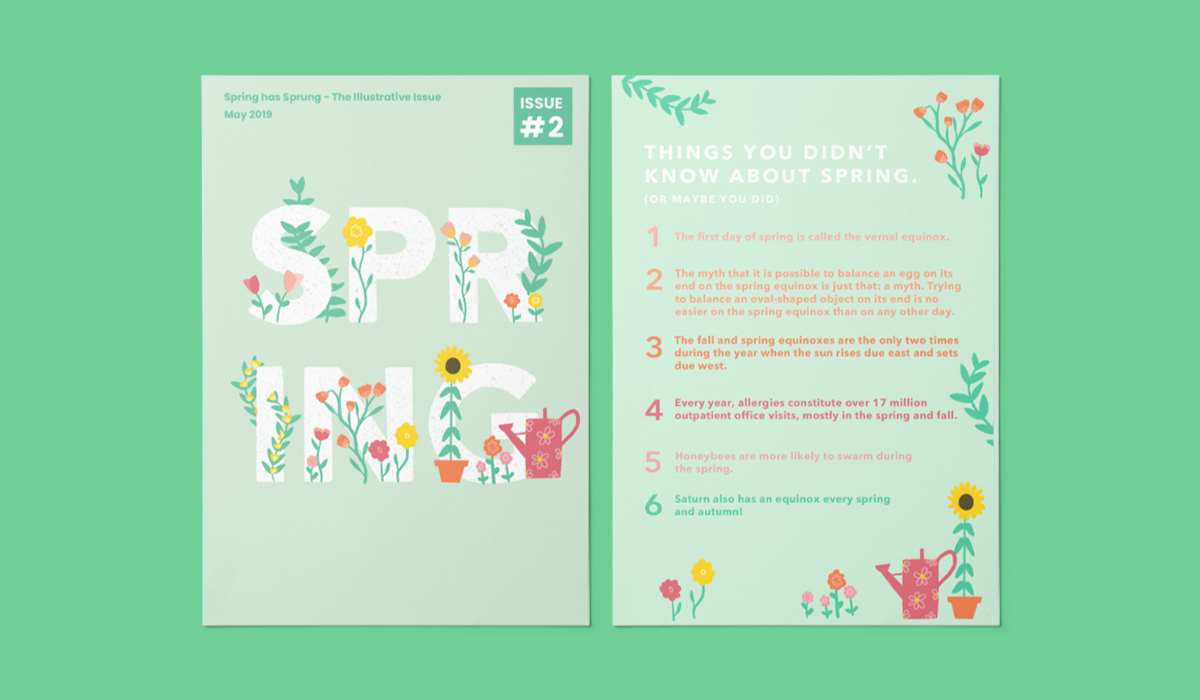 Spring has Sprung - The Illustrative Issue
May 2019
ISSUE
#2
SPR
ING
THINGS YOU DIDN'T
KNOW ABOUT SPRING.
(OR MAYBE YOU DID)
1 The first day of spring is called the vernal equinox.
2 The myth that it is possible to balance an egg on its
end on the spring equinox is just that: a myth. Trying
to balance an oval-shaped object on its end is no
easier on the spring equinox than on any other day.
3 The fall and spring equinoxes are the only two times
during the year when the sun rises due east and sets
due west.
4 Every year, allergies constitute over 17 million
outpatient office visits, mostly in the spring and fall.
5 Honeybees are more likely to swarm during
the spring.
6 Saturn also has an equinox every spring
and autumn!